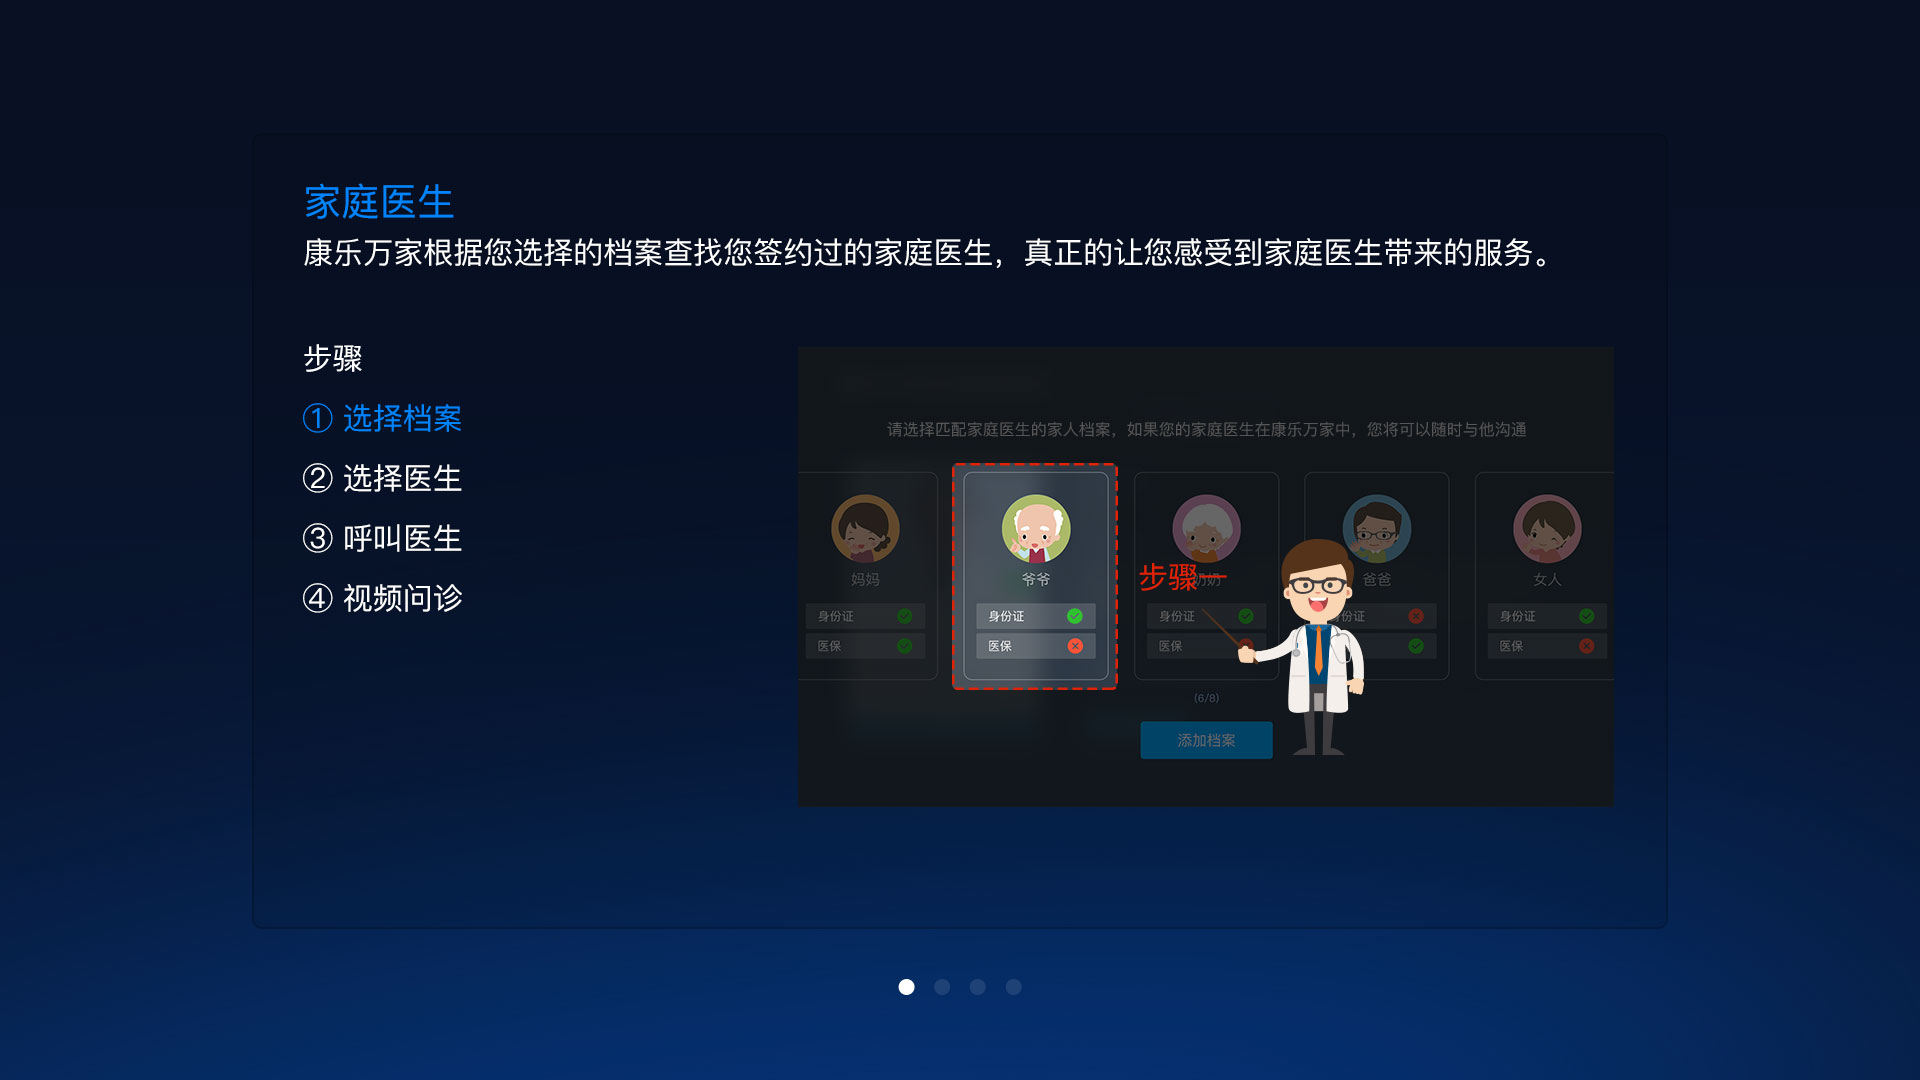 家庭医生
康乐万家根据您选择的档案查找您签约过的家庭医生，真正的让您感受到家庭医生带来的服务。
步骤
① 选择档案
② 选择医生
③ 呼叫医生
④ 视频问诊
请选择匹配家庭医生的家人档案，如果您的家庭医生在康乐万家中，您将可以随时与他沟通
妈妈
身份证
医保
爷爷
身份证
医保
步骤一
奶奶
身份证
医保
爸爸
份证
女人
身份证
医保
(6/8)
添加档案